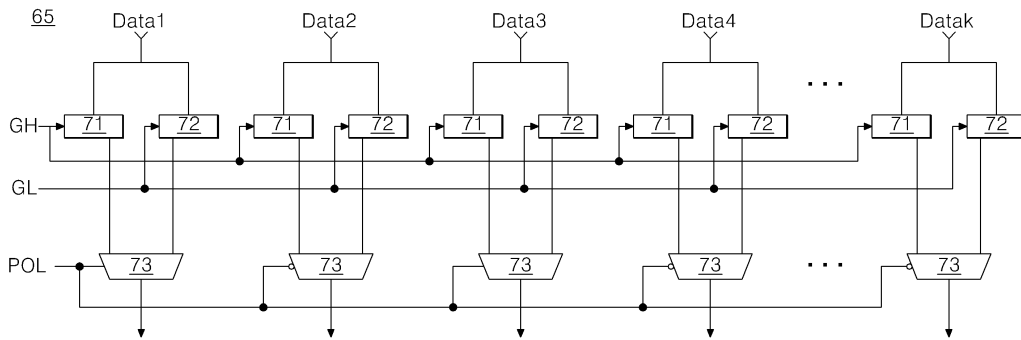 65
Data1 Data2 Data3 Data4 Datak
. . .
GH 71 72 71 72 71 72 71 72 71 72
GL
POL 73 73 73 73 . . . 73